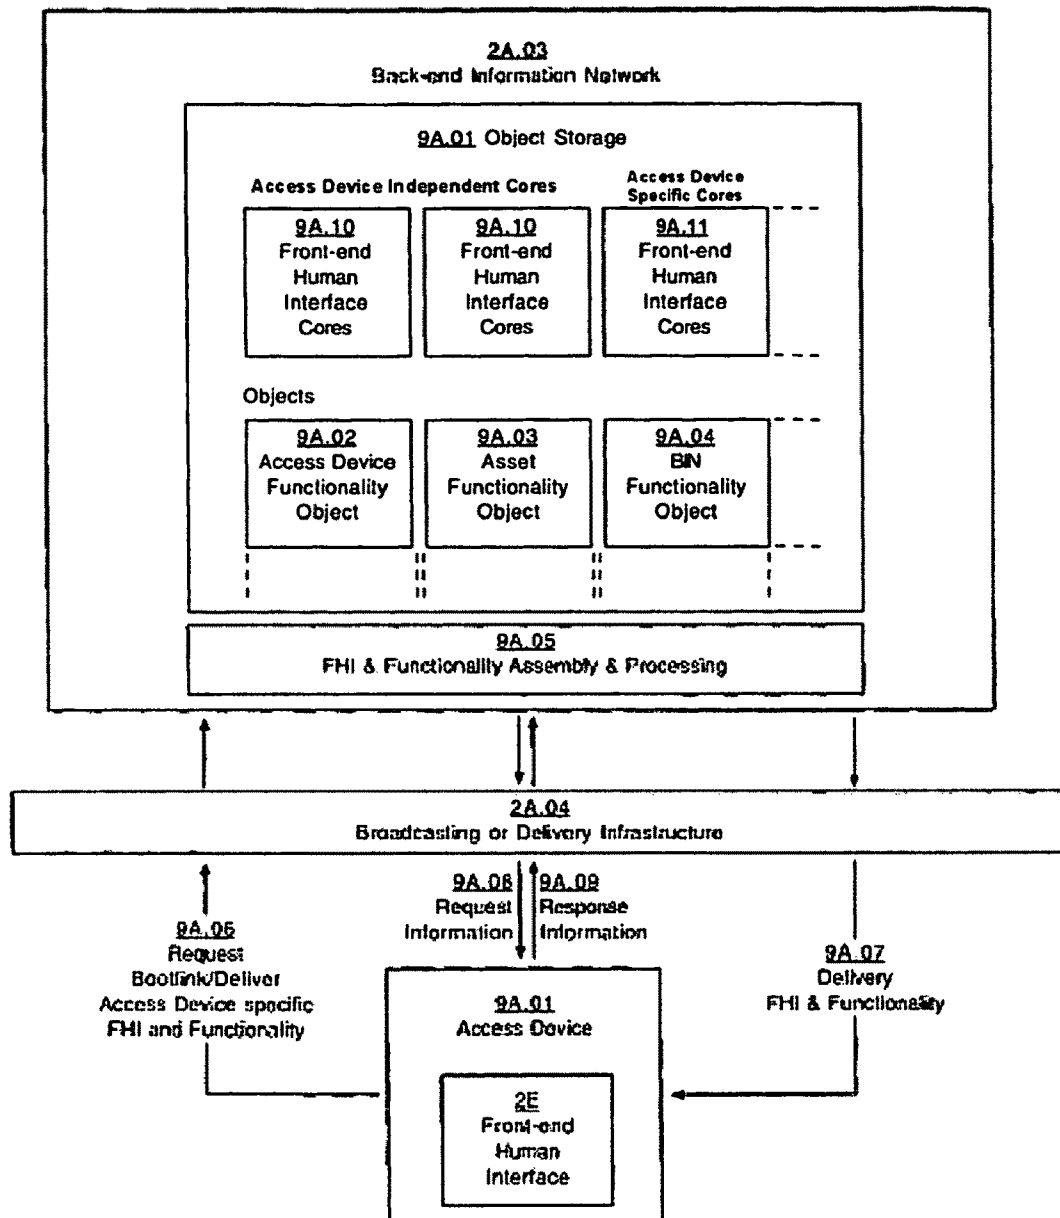 2A.03
Back-end Information Network
9A.01 Object Storage
Access Device Independent Cores
Access Device
Specific Cores
9A.10
Front-end
Human
Interface
Cores
9A.10
Front-end
Human
Interface
Cores
9A.11
Front-end
Human
Interface
Cores
Objects
9A.02
Access Device
Functionality
Object
9A.03
Asset
Functionality
Object
9A.04
BIN
Functionality
Object
9A.05
FHI & Functionality Assembly & Processing
2A.04
Broadcasting or Delivery Infrastructure
9A.06
Request
Bootlink/Deliver
Access Device specific
FHI and Functionality
9A.08
Request
Information
9A.09
Response
Information
9A.07
Delivery
FHI & Functionality
9A.01
Access Device
2E
Front-end
Human
Interface